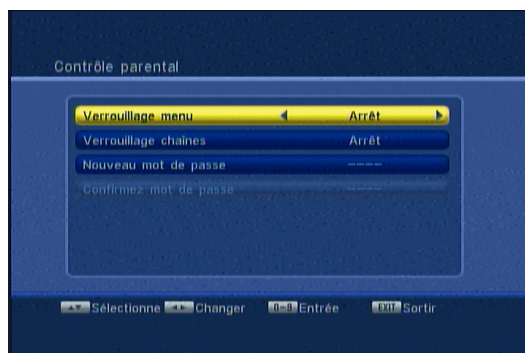 Contrôle parental
Verrouillage menu Arrêt
Verrouillage chaînes Arrêt
Nouveau mot de passe ----
Confirmez mot de passe ----
Sélectionne Changer 0~9 Entrée EXIT Sortir